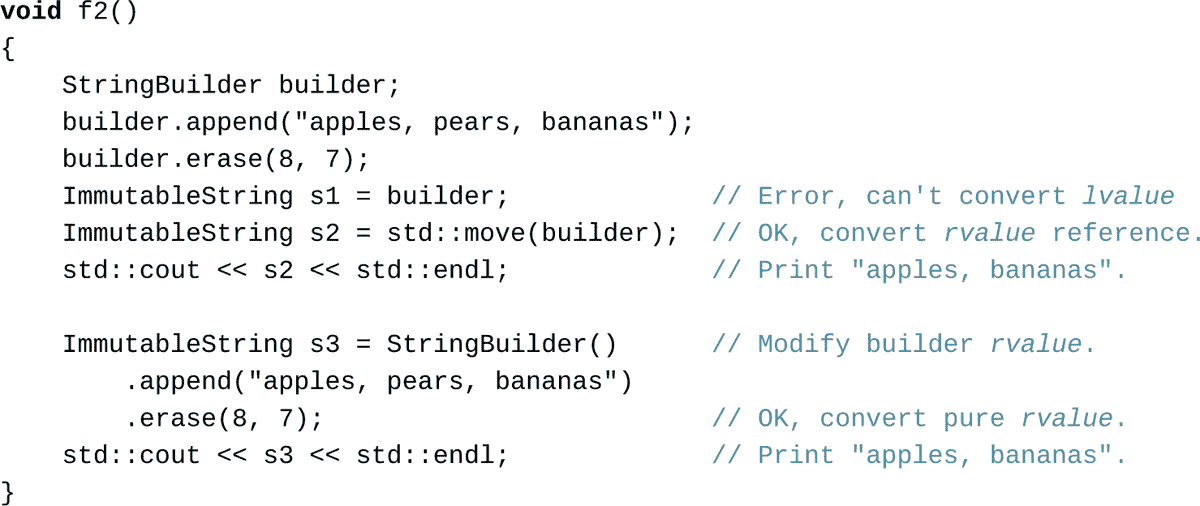 void f2()
{
    StringBuilder builder;
    builder.append("apples, pears, bananas");
    builder.erase(8, 7);
    ImmutableString s1 = builder;             // Error, can't convert lvalue
    ImmutableString s2 = std::move(builder);  // OK, convert rvalue reference.
    std::cout << s2 << std::endl;             // Print "apples, bananas".

    ImmutableString s3 = StringBuilder()      // Modify builder rvalue.
        .append("apples, pears, bananas")
        .erase(8, 7);                         // OK, convert pure rvalue.
    std::cout << s3 << std::endl;             // Print "apples, bananas".
}